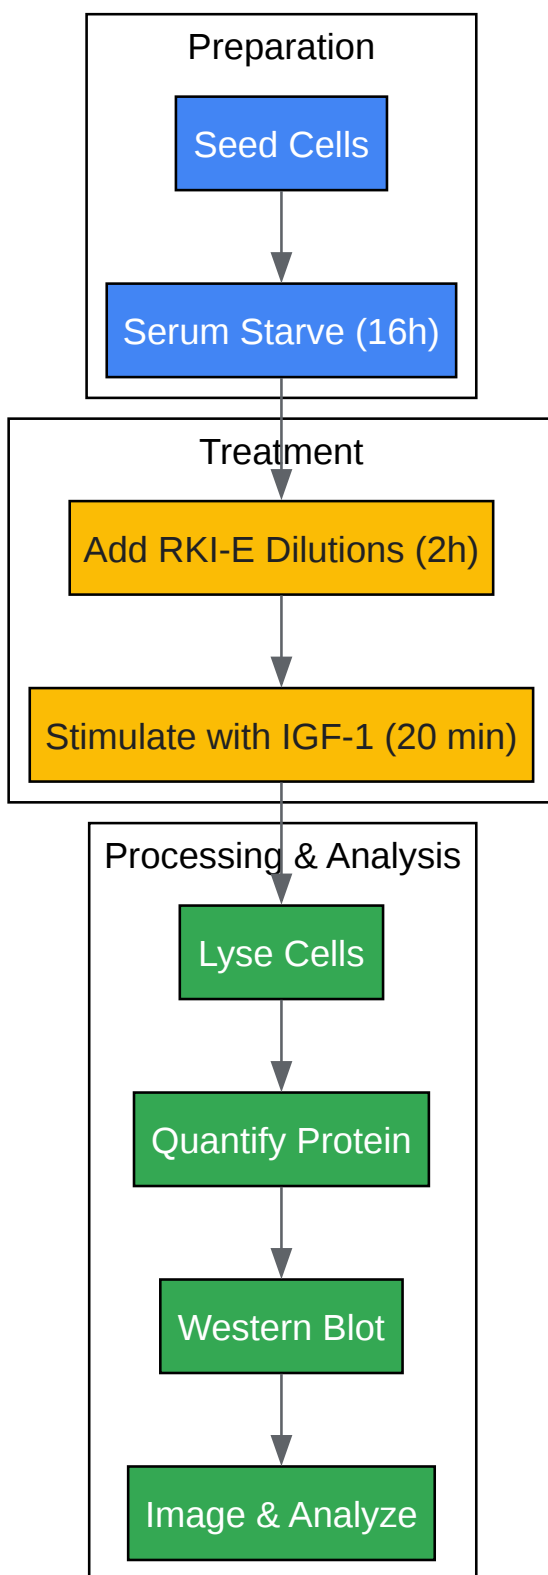 Preparation
Seed Cells
Serum Starve (16h)
Treatment
Add RKI-E Dilutions (2h)
Stimulate with IGF-1 (20 min)
Processing & Analysis
Lyse Cells
Quantify Protein
Western Blot
Image & Analyze